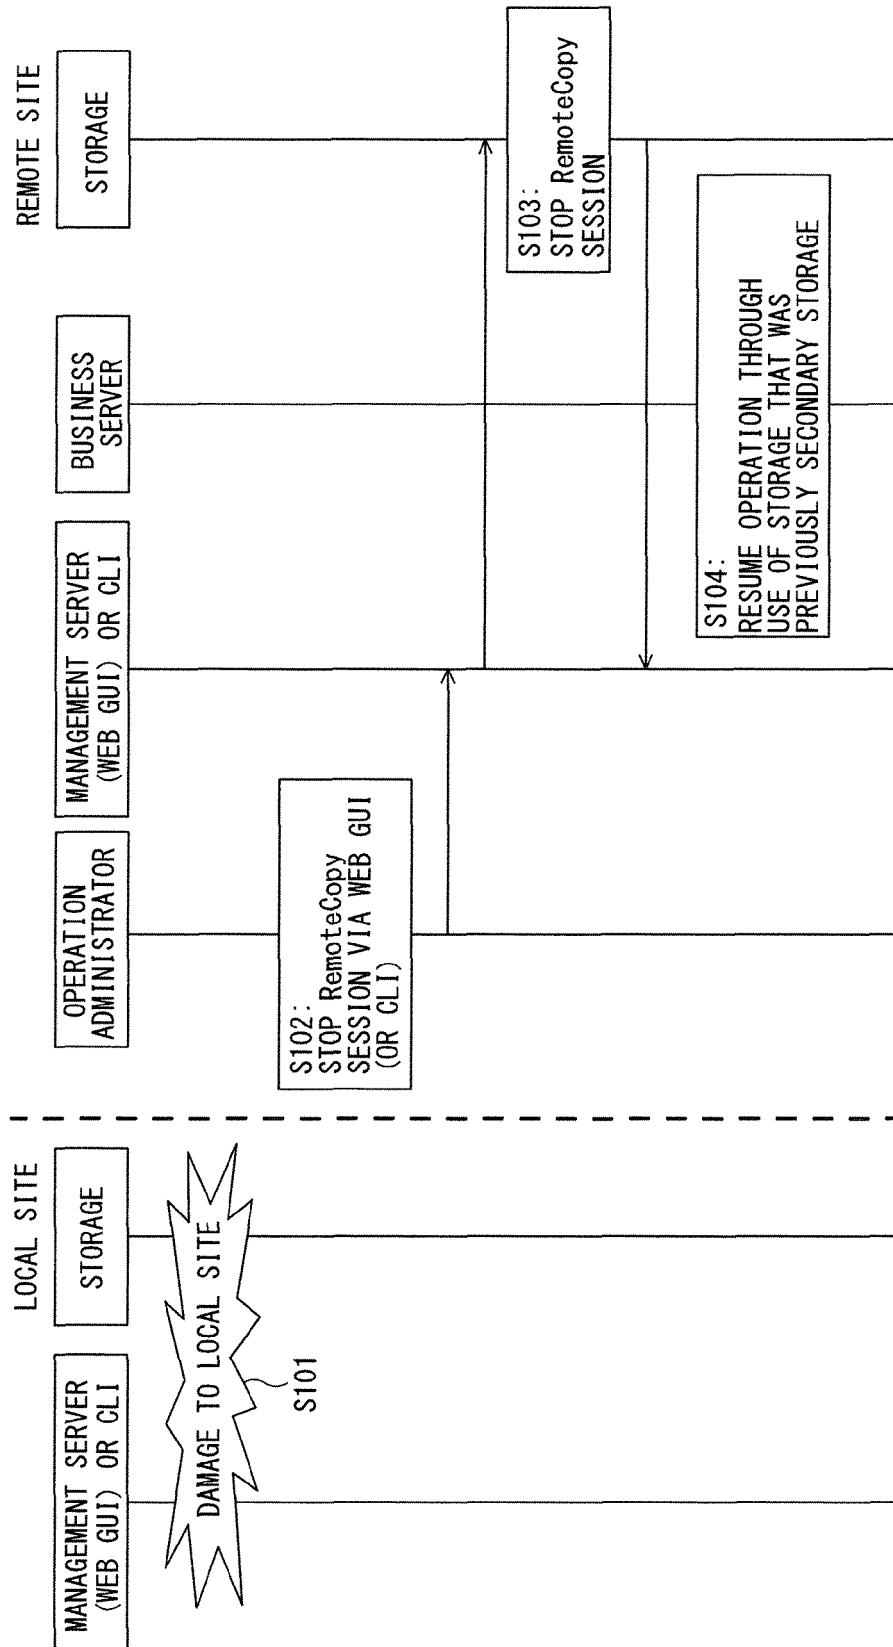 LOCAL SITE
REMOTE SITE
MANAGEMENT SERVER
(WEB GUI) OR CLI
STORAGE
OPERATION
ADMINISTRATOR
MANAGEMENT SERVER
(WEB GUI) OR CLI
BUSINESS
SERVER
STORAGE
DAMAGE TO LOCAL SITE
S101
S102:
STOP RemoteCopy
SESSION VIA WEB GUI
(OR CLI)
S103:
STOP RemoteCopy
SESSION
S104:
RESUME OPERATION THROUGH
USE OF STORAGE THAT WAS
PREVIOUSLY SECONDARY STORAGE